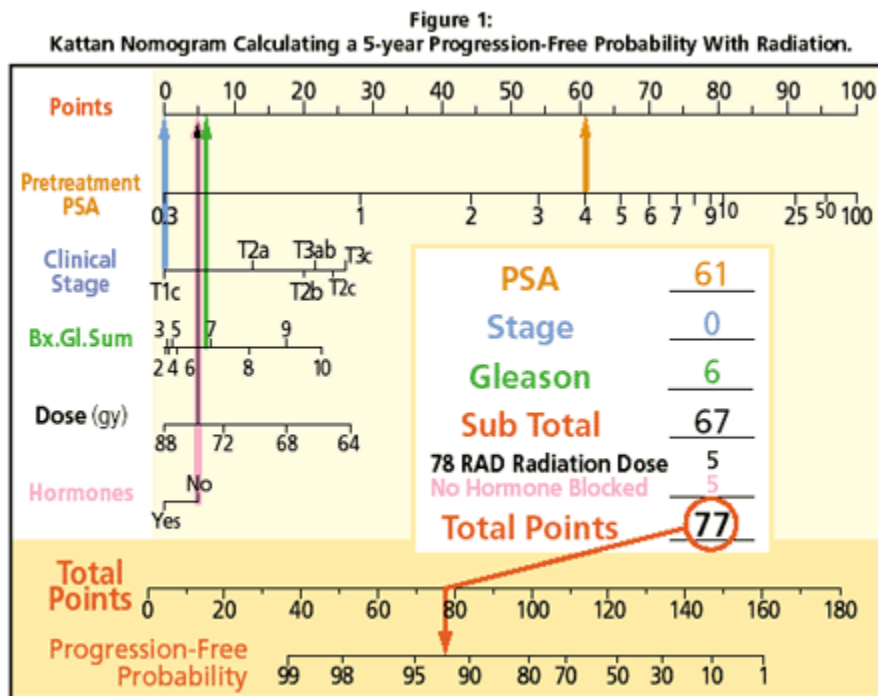 Figure 1:
Kattan Nomogram Calculating a 5-year Progression-Free Probability With Radiation.
Points
0 10 20 30 40 50 60 70 80 90 100
Pretreatment
PSA
0.3 1 2 3 4 5 6 7 9 10 25 50 100
Clinical
Stage
T2a T3ab T3c
T1c T2b T2c
Bx.Gl.Sum
3 5 7 9
2 4 6 8 10
Dose (gy)
88 72 68 64
Hormones
No
Yes
PSA 61
Stage 0
Gleason 6
Sub Total 67
78 RAD Radiation Dose 5
No Hormone Blocked 5
Total Points 77
Total
Points
0 20 40 60 80 100 120 140 160 180
Progression-Free
Probability
99 98 95 90 80 70 50 30 10 1